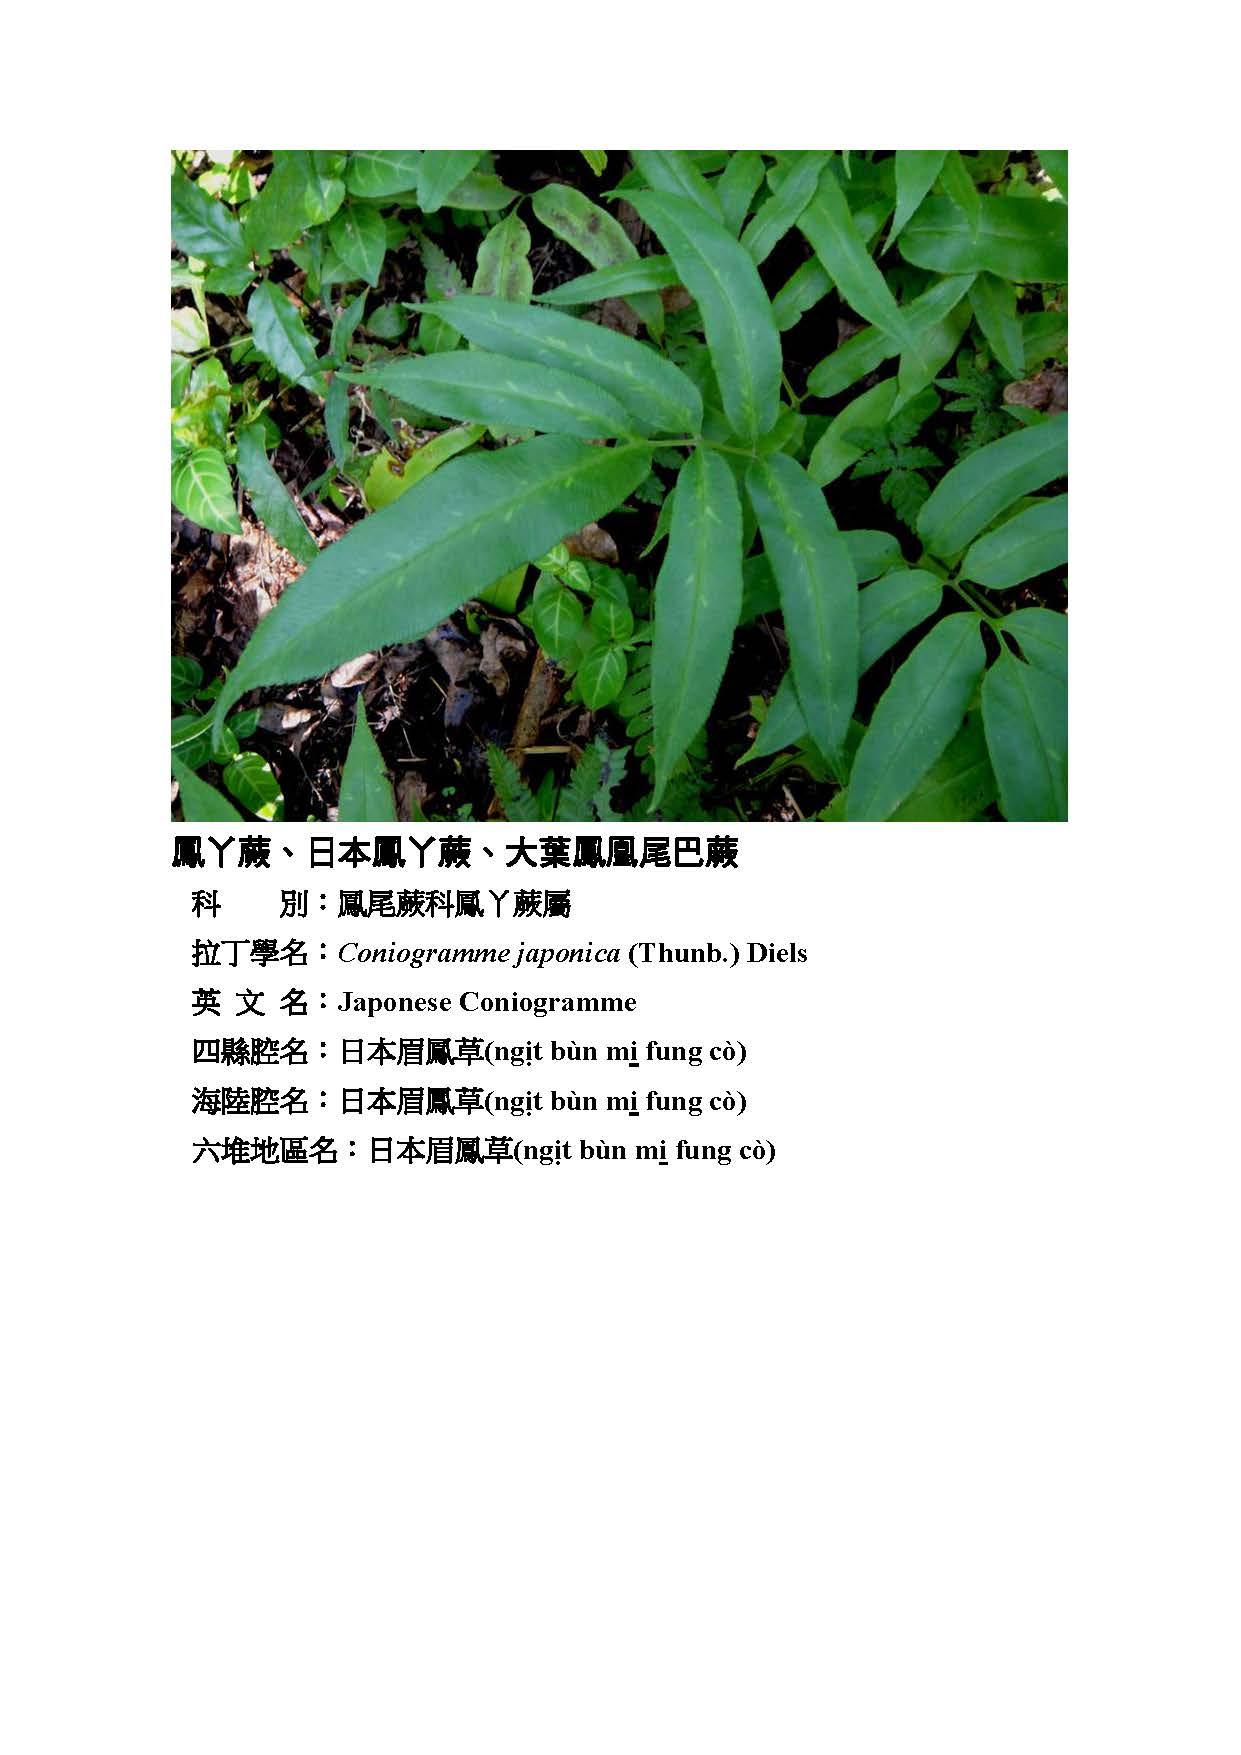 鳳丫蕨、日本鳳丫蕨、大葉鳳凰尾巴蕨
科　　別：鳳尾蕨科鳳丫蕨屬
拉丁學名：Coniogramme japonica (Thunb.) Diels
英 文 名：Japonese Coniogramme
四縣腔名：日本眉鳳草(ngịt bùn mi̲ fung cò)
海陸腔名：日本眉鳳草(ngịt bùn mi̲ fung cò)
六堆地區名：日本眉鳳草(ngịt bùn mi̲ fung cò)